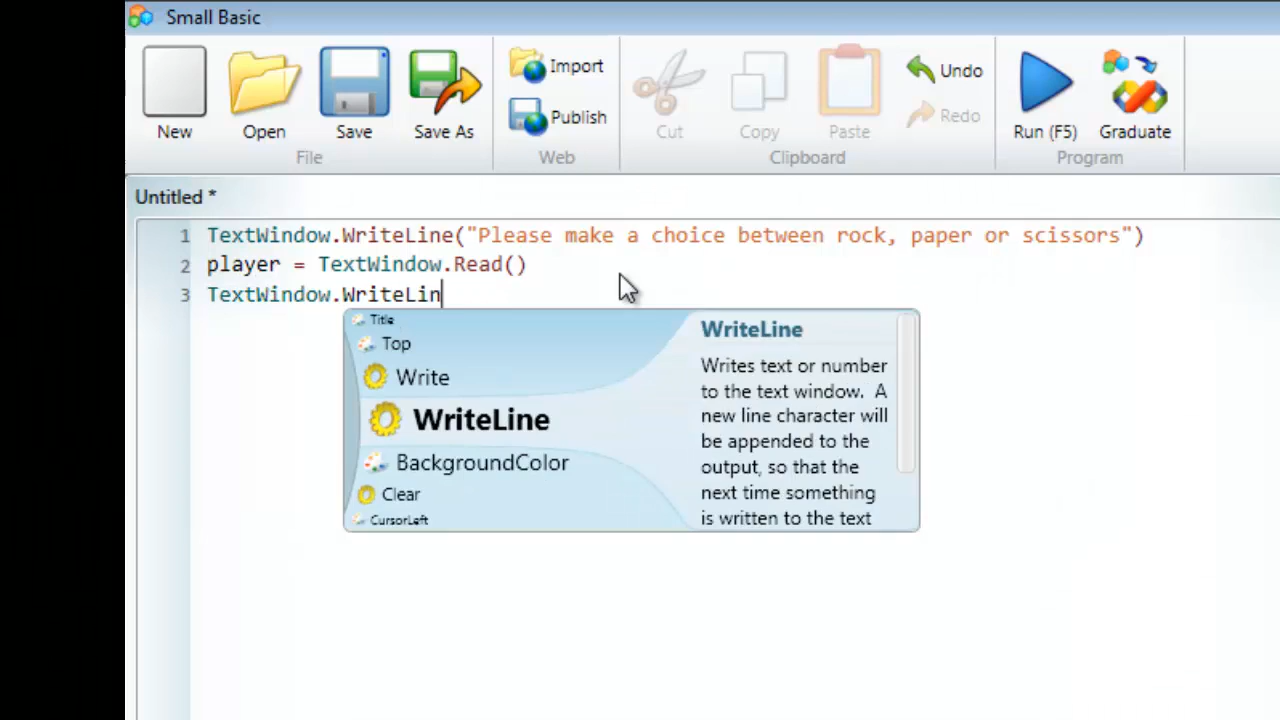 Small Basic
New
Open
Save
Save As
File
Import
Publish
Web
Cut
Copy
Paste
Undo
Redo
Clipboard
Run (F5)
Graduate
Program
Untitled *
1 TextWindow.WriteLine("Please make a choice between rock, paper or scissors")
2 player = TextWindow.Read()
3 TextWindow.WriteLin
Title
Top
Write
WriteLine
BackgroundColor
Clear
CursorLeft
WriteLine
Writes text or number
to the text window. A
new line character will
be appended to the
output, so that the
next time something
is written to the text